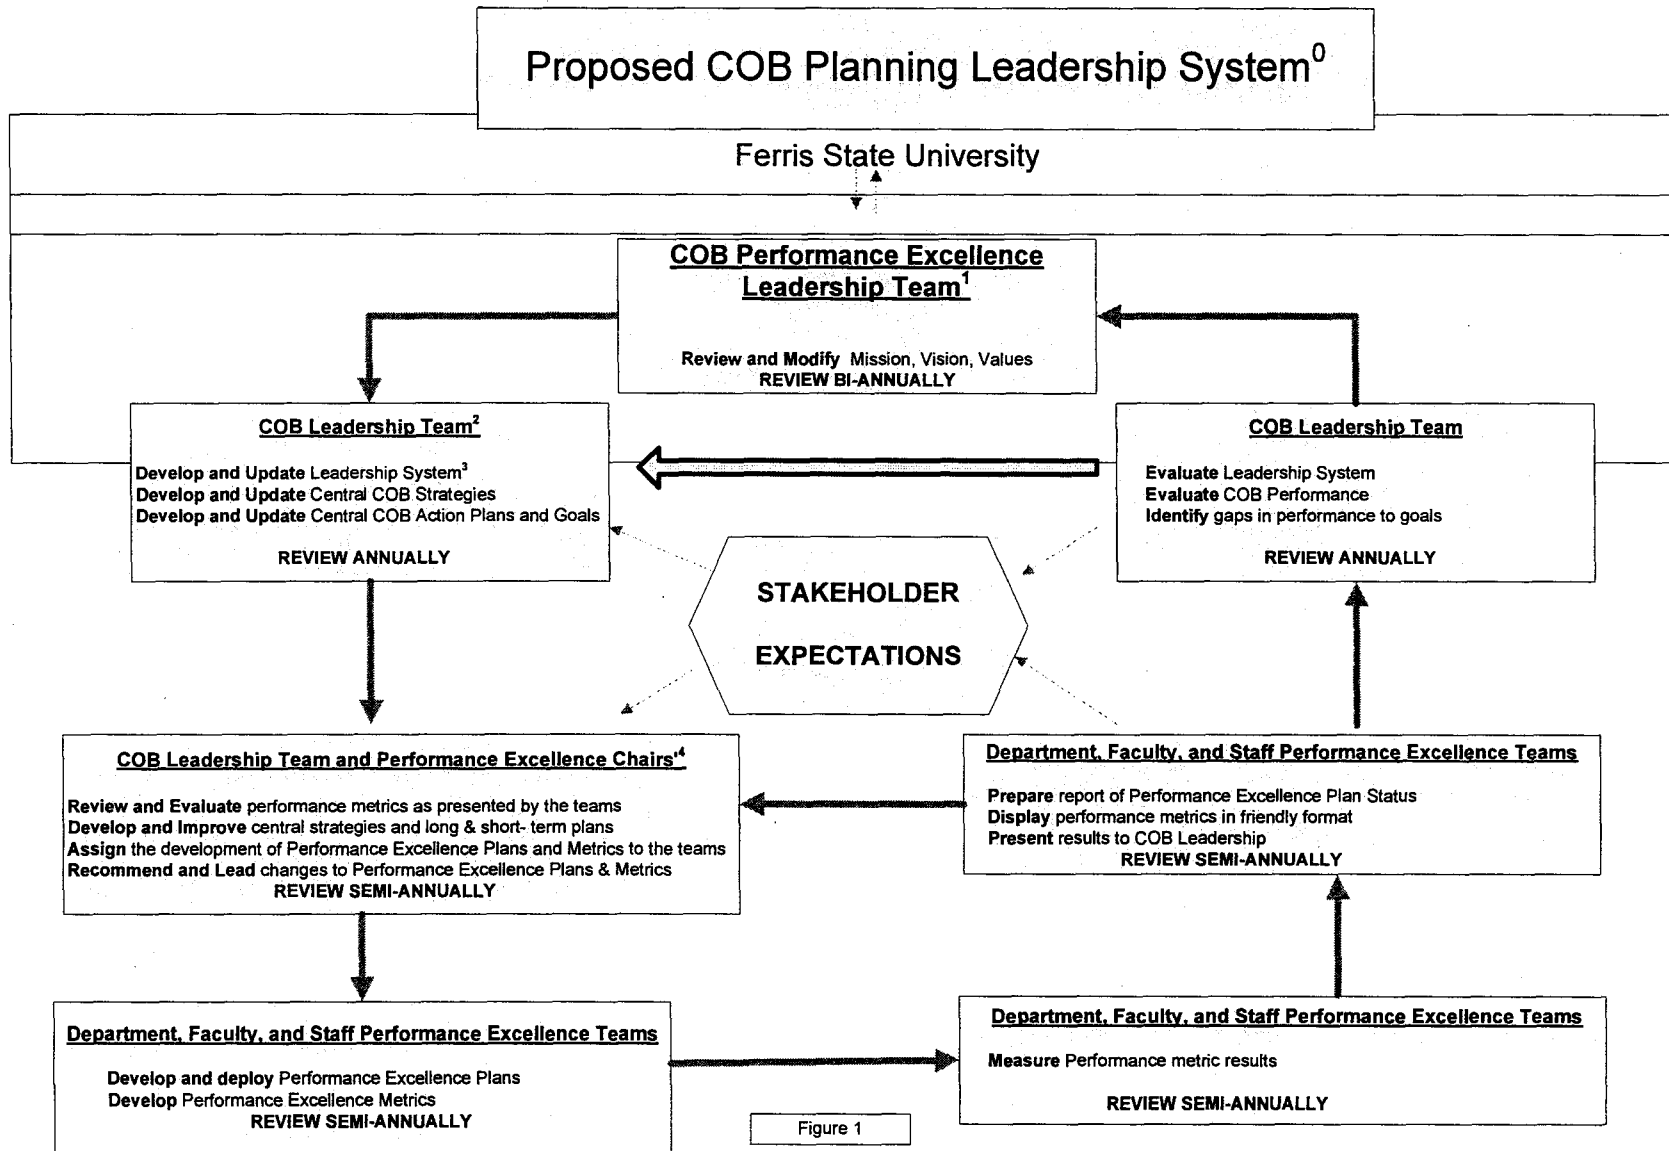 Proposed COB Planning Leadership System⁰
Ferris State University
COB Performance Excellence
Leadership Team¹
Review and Modify Mission, Vision, Values
REVIEW BI-ANNUALLY
COB Leadership Team²
Develop and Update Leadership System³
Develop and Update Central COB Strategies
Develop and Update Central COB Action Plans and Goals
REVIEW ANNUALLY
COB Leadership Team
Evaluate Leadership System
Evaluate COB Performance
Identify gaps in performance to goals
REVIEW ANNUALLY
STAKEHOLDER
EXPECTATIONS
COB Leadership Team and Performance Excellence Chairs'⁴
Review and Evaluate performance metrics as presented by the teams
Develop and Improve central strategies and long & short- term plans
Assign the development of Performance Excellence Plans and Metrics to the teams
Recommend and Lead changes to Performance Excellence Plans & Metrics
REVIEW SEMI-ANNUALLY
Department, Faculty, and Staff Performance Excellence Teams
Prepare report of Performance Excellence Plan Status
Display performance metrics in friendly format
Present results to COB Leadership
REVIEW SEMI-ANNUALLY
Department, Faculty, and Staff Performance Excellence Teams
Develop and deploy Performance Excellence Plans
Develop Performance Excellence Metrics
REVIEW SEMI-ANNUALLY
Department, Faculty, and Staff Performance Excellence Teams
Measure Performance metric results
REVIEW SEMI-ANNUALLY
Figure 1